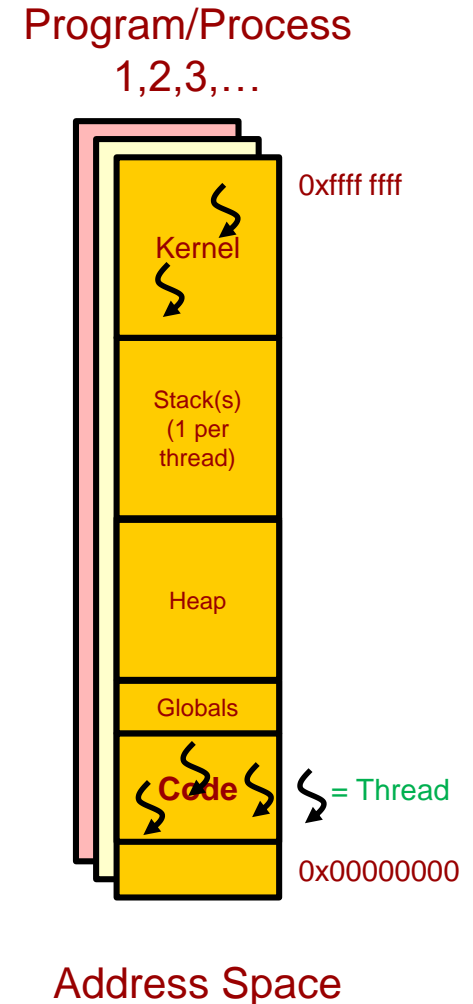 Program/Process
1,2,3,…
0xffff ffff
Kernel
Stack(s)
(1 per
thread)
Heap
Globals
Code
= Thread
0x00000000
Address Space